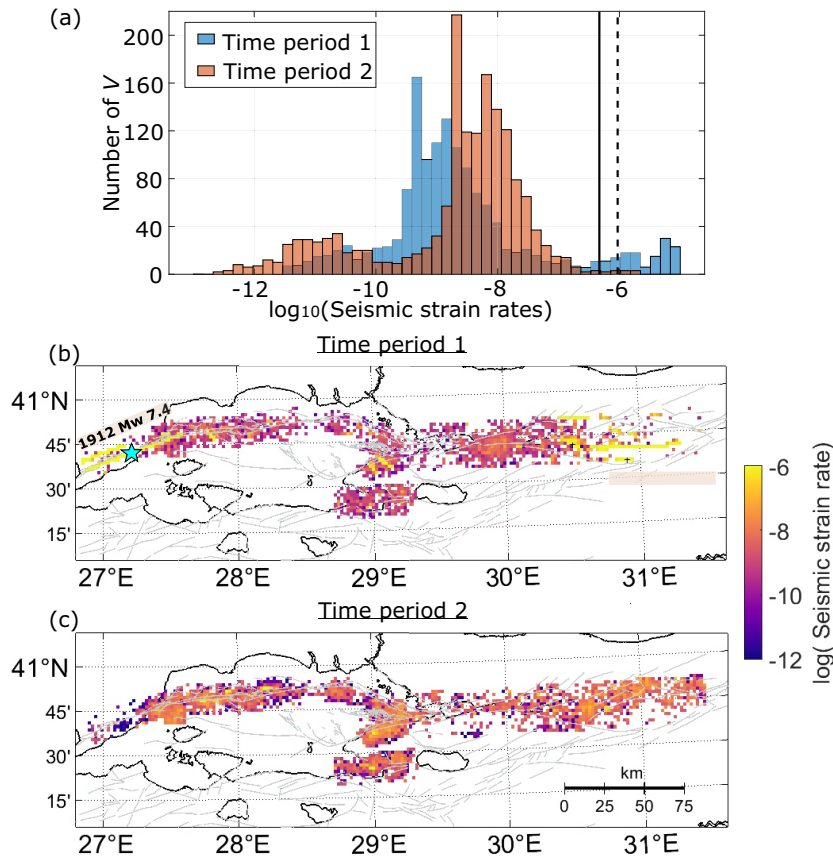 (a)
220
200
160
120
80
40
0
Number of V
Time period 1
Time period 2
-12
-10
-8
-6
log10(Seismic strain rates)
(b)
Time period 1
41°N
45'
30'
15'
1912 Mw 7.4
27°E
28°E
29°E
30°E
31°E
(c)
Time period 2
41°N
45'
30'
15'
km
0
25
50
75
27°E
28°E
29°E
30°E
31°E
-6
-8
-10
-12
log( Seismic strain rate)